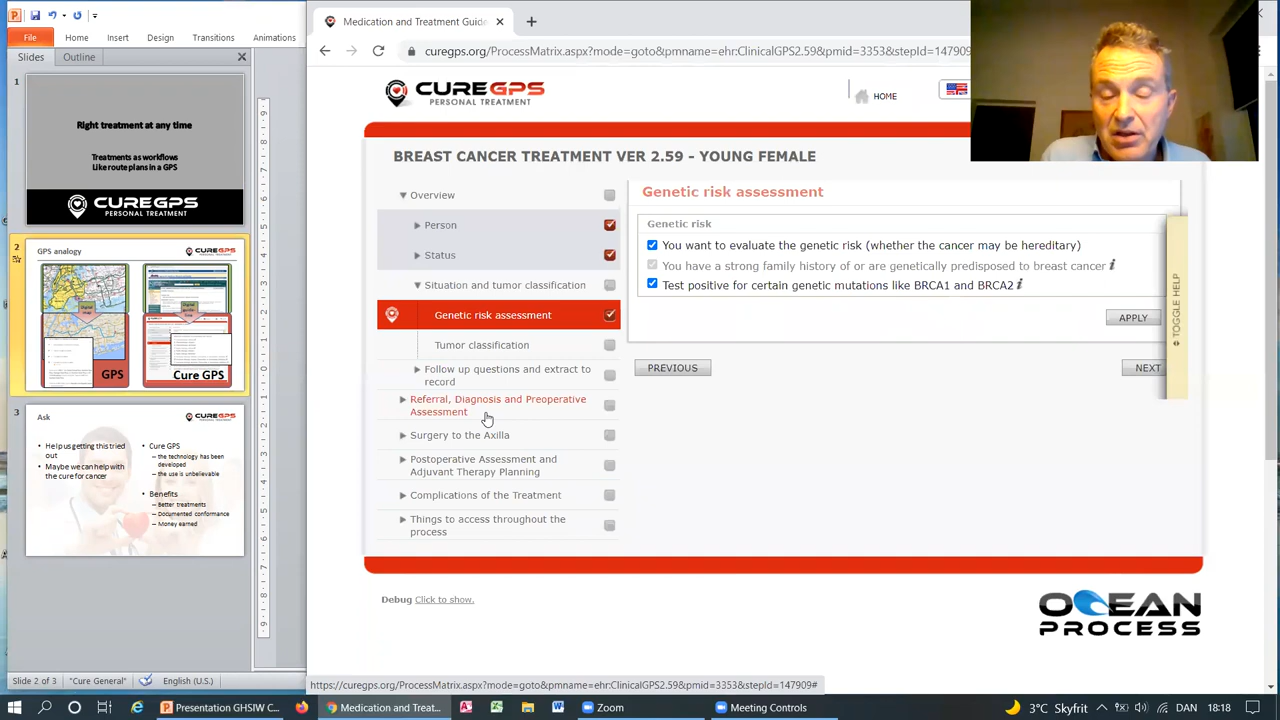 File
Home
Insert
Design
Transitions
Animations
Slides
Outline
1
Right treatment at any time
Treatments as workflows
Like route plans in a GPS
CUREGPS
PERSONAL TREATMENT
2
GPS analogy
CUREGPS
GPS
Cure GPS
3
Ask
CUREGPS
• Help us getting this tried
out
• Maybe we can help with
the cure for cancer
• Cure GPS
– the technology has been
developed
– the use is unbelievable
• Benefits
– Better treatments
– Documented conformance
– Money earned
Slide 2 of 3
"Cure General"
English (U.S.)
Medication and Treatment Guid
curegps.org/ProcessMatrix.aspx?mode=goto&pmname=ehr:ClinicalGPS2.59&pmid=3353&stepId=147909
CUREGPS
PERSONAL TREATMENT
HOME
BREAST CANCER TREATMENT VER 2.59 - YOUNG FEMALE
Overview
Person
Status
Situation and tumor classification
Genetic risk assessment
Tumor classification
Follow up questions and extract to
record
Referral, Diagnosis and Preoperative
Assessment
Surgery to the Axilla
Postoperative Assessment and
Adjuvant Therapy Planning
Complications of the Treatment
Things to access throughout the
process
Genetic risk assessment
Genetic risk
You want to evaluate the genetic risk (whether the cancer may be hereditary)
You have a strong family history or are genetically predisposed to breast cancer i
Test positive for certain genetic mutations like BRCA1 and BRCA2 i
APPLY
PREVIOUS
NEXT
TOGGLE HELP
Debug Click to show.
OCEAN
PROCESS
https://curegps.org/ProcessMatrix.aspx?mode=goto&pmname=ehr:ClinicalGPS2.59&pmid=3353&stepId=147909#
Presentation GHSIW C...
Medication and Treat...
Zoom
Meeting Controls
3°C Skyfrit
DAN
18:18